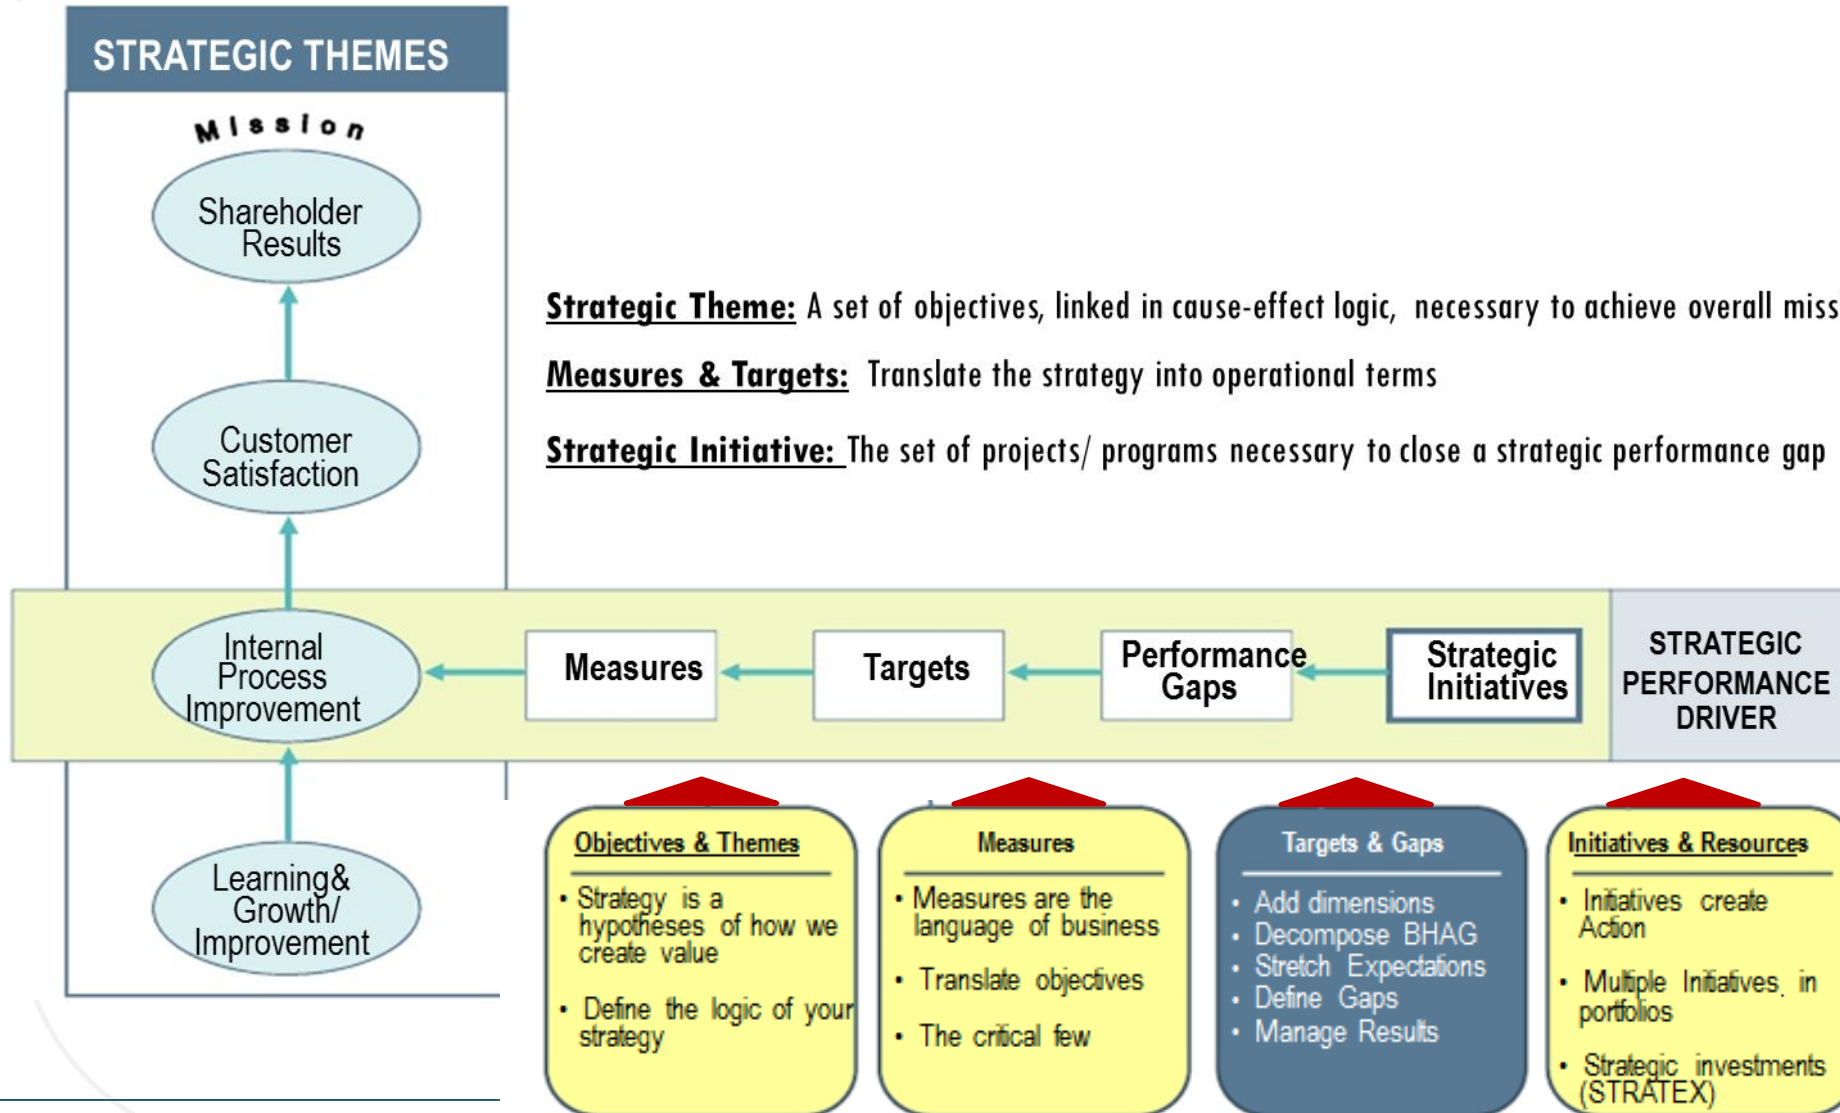 STRATEGIC THEMES
Mission
Shareholder
Results
Customer
Satisfaction
Internal
Process
Improvement
Learning&
Growth/
Improvement
Strategic Theme: A set of objectives, linked in cause-effect logic, necessary to achieve overall miss
Measures & Targets: Translate the strategy into operational terms
Strategic Initiative: The set of projects/ programs necessary to close a strategic performance gap
Measures
Targets
Performance
Gaps
Strategic
Initiatives
STRATEGIC
PERFORMANCE
DRIVER
Objectives & Themes
• Strategy is a
hypotheses of how we
create value
• Define the logic of your
strategy
Measures
• Measures are the
language of business
• Translate objectives
• The critical few
Targets & Gaps
• Add dimensions
• Decompose BHAG
• Stretch Expectations
• Define Gaps
• Manage Results
Initiatives & Resources
• Initiatives create
Action
• Multiple Initiatives. in
portfolios
• Strategic investments
(STRATEX)